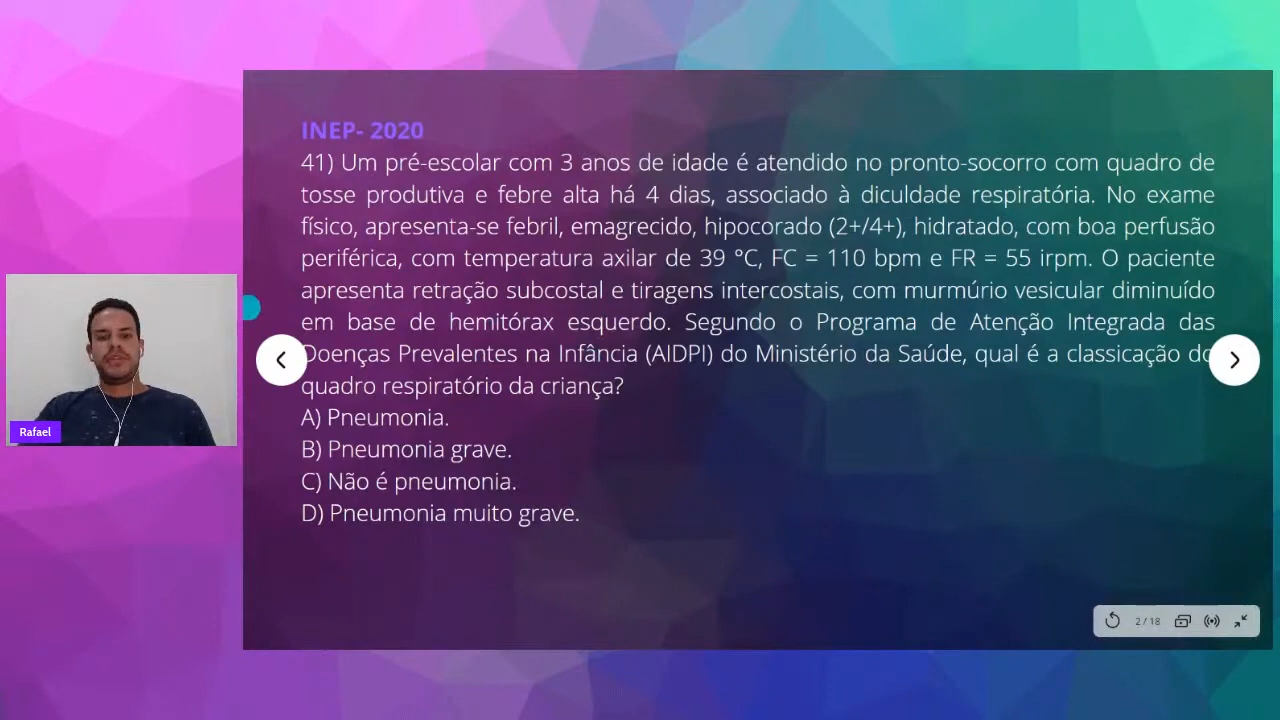 INEP- 2020
41) Um pré-escolar com 3 anos de idade é atendido no pronto-socorro com quadro de
tosse produtiva e febre alta há 4 dias, associado à diculdade respiratória. No exame
físico, apresenta-se febril, emagrecido, hipocorado (2+/4+), hidratado, com boa perfusão
periférica, com temperatura axilar de 39 °C, FC = 110 bpm e FR = 55 irpm. O paciente
apresenta retração subcostal e tiragens intercostais, com murmúrio vesicular diminuído
em base de hemitórax esquerdo. Segundo o Programa de Atenção Integrada das
Doenças Prevalentes na Infância (AIDPI) do Ministério da Saúde, qual é a classicação do
quadro respiratório da criança?
A) Pneumonia.
B) Pneumonia grave.
C) Não é pneumonia.
D) Pneumonia muito grave.
Rafael
2 / 18